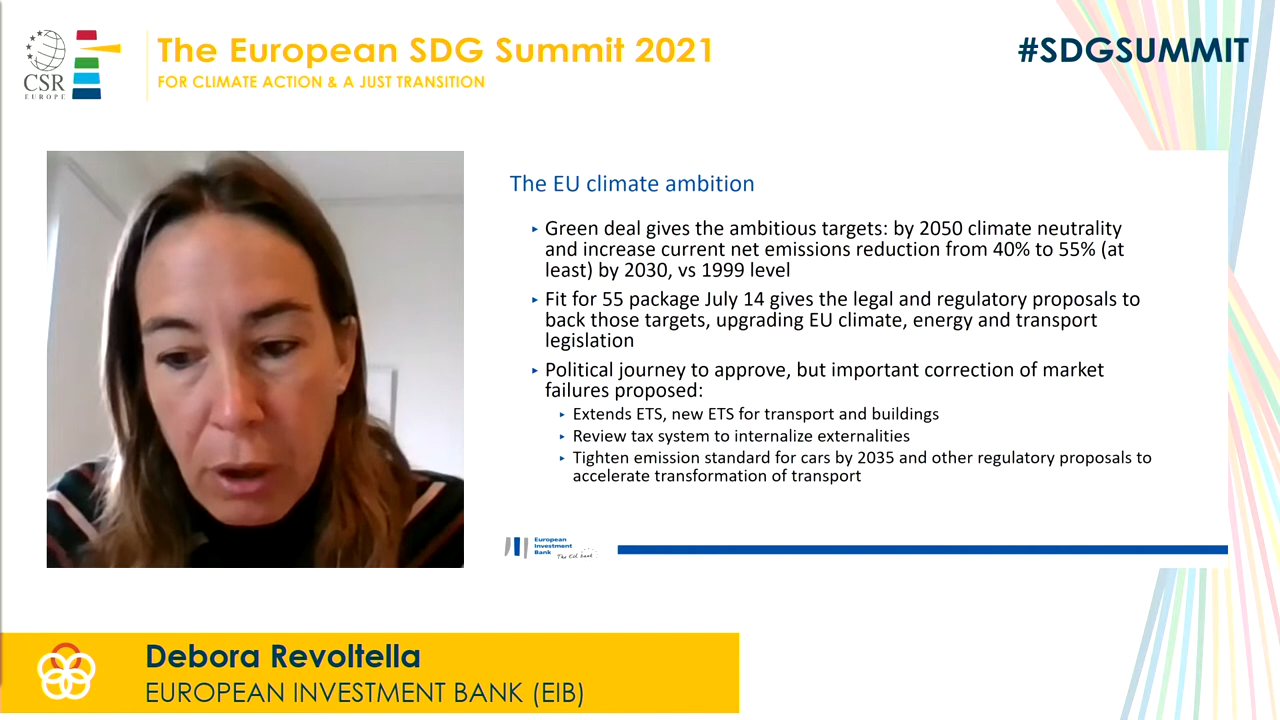 CSR
EUROPE
The European SDG Summit 2021
FOR CLIMATE ACTION & A JUST TRANSITION
#SDGSUMMIT
The EU climate ambition
Green deal gives the ambitious targets: by 2050 climate neutrality
and increase current net emissions reduction from 40% to 55% (at
least) by 2030, vs 1999 level
Fit for 55 package July 14 gives the legal and regulatory proposals to
back those targets, upgrading EU climate, energy and transport
legislation
Political journey to approve, but important correction of market
failures proposed:
Extends ETS, new ETS for transport and buildings
Review tax system to internalize externalities
Tighten emission standard for cars by 2035 and other regulatory proposals to
accelerate transformation of transport
European
Investment
Bank
The EU bank
Debora Revoltella
EUROPEAN INVESTMENT BANK (EIB)